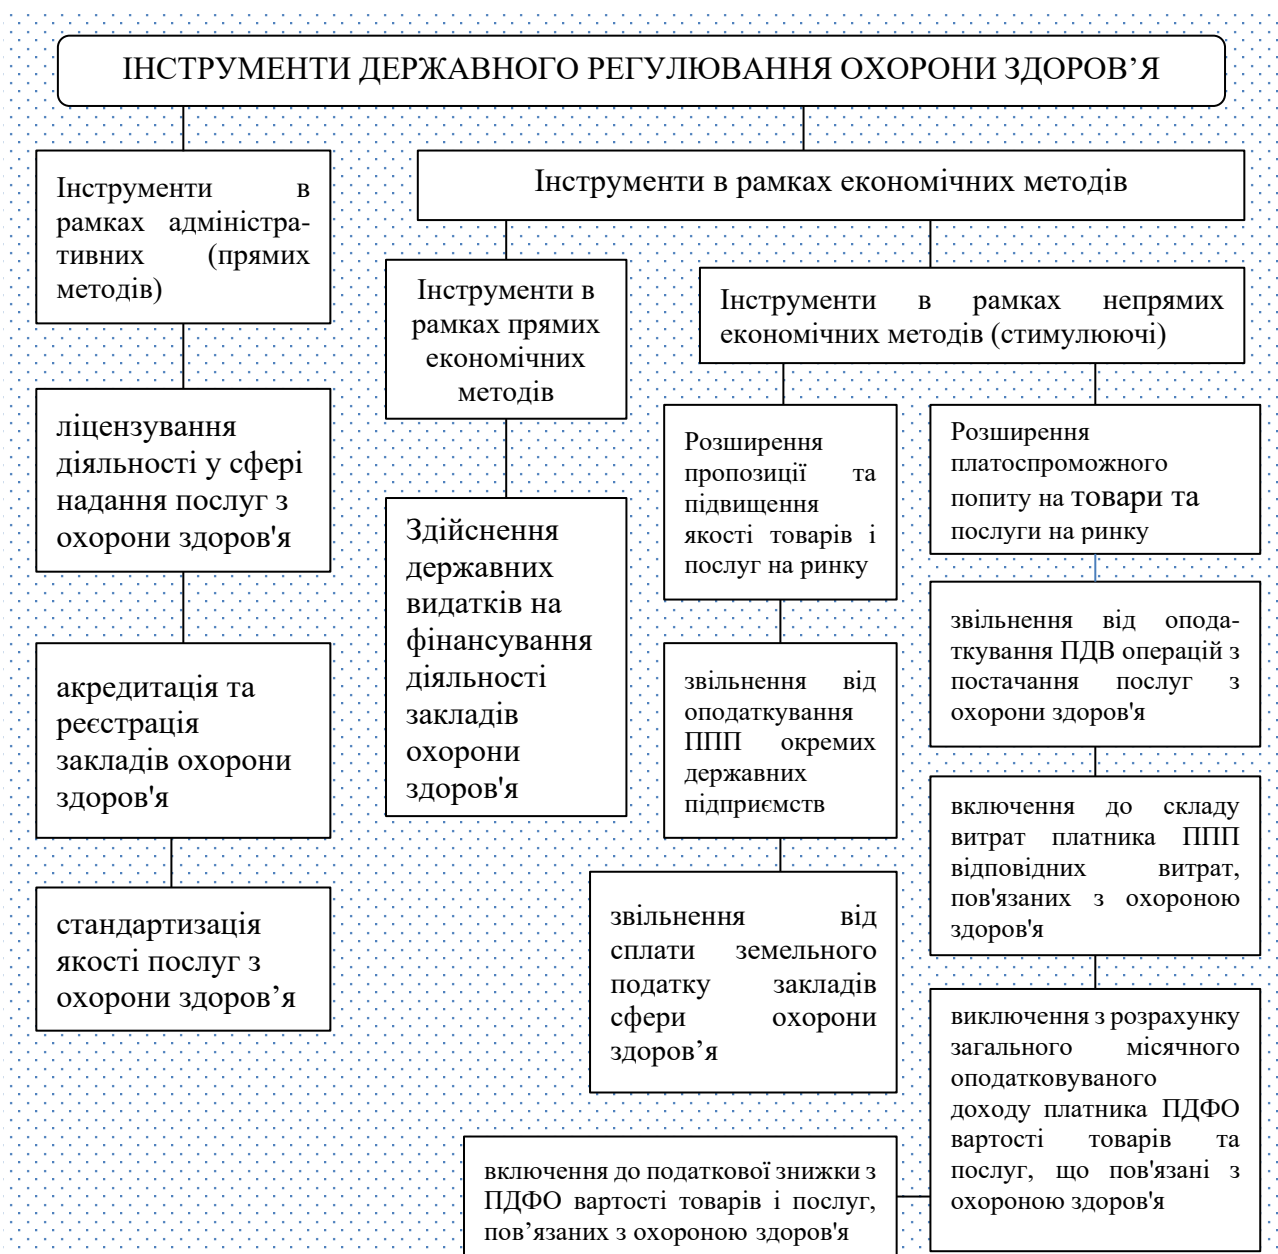 ІНСТРУМЕНТИ ДЕРЖАВНОГО РЕГУЛЮВАННЯ ОХОРОНИ ЗДОРОВ’Я
Інструменти в
рамках адміністра-
тивних (прямих
методів)
ліцензування
діяльності у сфері
надання послуг з
охорони здоров'я
акредитація та
реєстрація
закладів охорони
здоров'я
стандартизація
якості послуг з
охорони здоров’я
Інструменти в рамках економічних методів
Інструменти в
рамках прямих
економічних
методів
Здійснення
державних
видатків на
фінансування
діяльності
закладів
охорони
здоров'я
Інструменти в рамках непрямих
економічних методів (стимулюючі)
Розширення
пропозиції та
підвищення
якості товарів і
послуг на ринку
звільнення від
оподаткування
ППП окремих
державних
підприємств
звільнення від
сплати земельного
податку закладів
сфери охорони
здоров’я
Розширення
платоспроможного
попиту на товари та
послуги на ринку
звільнення від опода-
ткування ПДВ операцій з
постачання послуг з
охорони здоров'я
включення до складу
витрат платника ППП
відповідних витрат,
пов'язаних з охороною
здоров'я
виключення з розрахунку
загального місячного
оподатковуваного
доходу платника ПДФО
вартості товарів та
послуг, що пов'язані з
охороною здоров'я
включення до податкової знижки з
ПДФО вартості товарів і послуг,
пов’язаних з охороною здоров'я